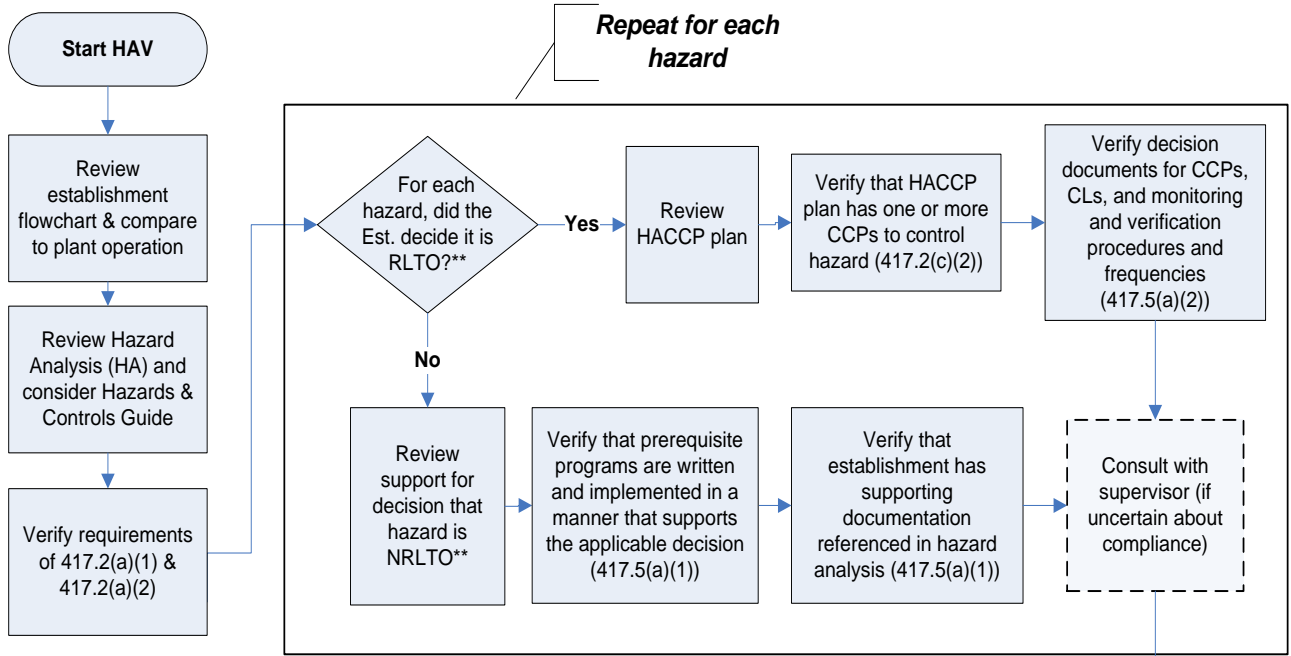 Start HAV
Review
establishment
flowchart & compare
to plant operation
Review Hazard
Analysis (HA) and
consider Hazards &
Controls Guide
Verify requirements
of 417.2(a)(1) &
417.2(a)(2)
Repeat for each
hazard
For each
hazard, did the
Est. decide it is
RLTO?**
Yes
Review
HACCP plan
Verify that HACCP
plan has one or more
CCPs to control
hazard (417.2(c)(2))
Verify decision
documents for CCPs,
CLs, and monitoring
and verification
procedures and
frequencies
(417.5(a)(2))
No
Review
support for
decision that
hazard is
NRLTO**
Verify that prerequisite
programs are written
and implemented in a
manner that supports
the applicable decision
(417.5(a)(1))
Verify that
establishment has
supporting
documentation
referenced in hazard
analysis (417.5(a)(1))
Consult with
supervisor (if
uncertain about
compliance)